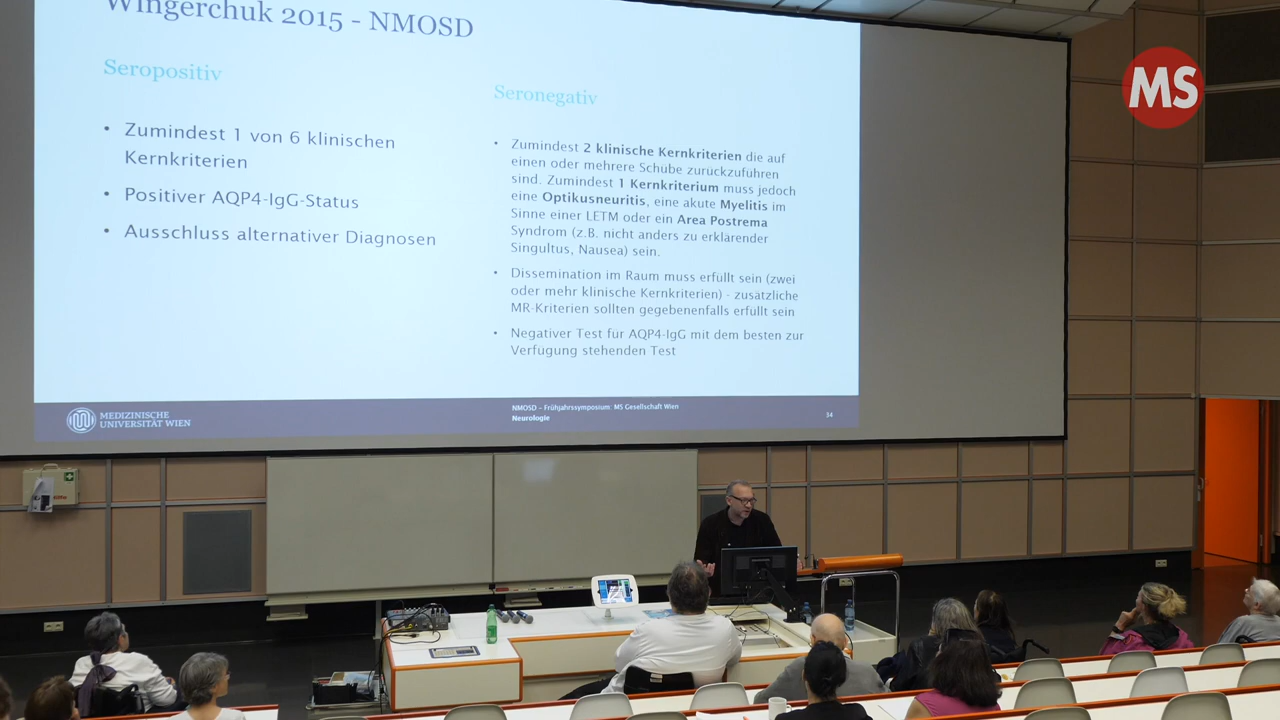 Wingerchuk 2015 - NMOSD
Seropositiv
• Zumindest 1 von 6 klinischen
Kernkriterien
• Positiver AQP4-IgG-Status
• Ausschluss alternativer Diagnosen
Seronegativ
• Zumindest 2 klinische Kernkriterien die auf
einen oder mehrere Schube zurückzuführen
sind. Zumindest 1 Kernkriterium muss jedoch
eine Optikusneuritis, eine akute Myelitis im
Sinne einer LETM oder ein Area Postrema
Syndrom (z.B. nicht anders zu erklarender
Singultus, Nausea) sein.
• Dissemination im Raum muss erfüllt sein (zwei
oder mehr klinische Kernkriterien) - zusätzliche
MR-Kriterien sollten gegebenenfalls erfüllt sein
• Negativer Test für AQP4-IgG mit dem besten zur
Verfügung stehenden Test
MEDIZINISCHE
UNIVERSITÄT WIEN
NMOSD – Frühjahrssymposium: MS Gesellschaft Wien
Neurologie
34
MS